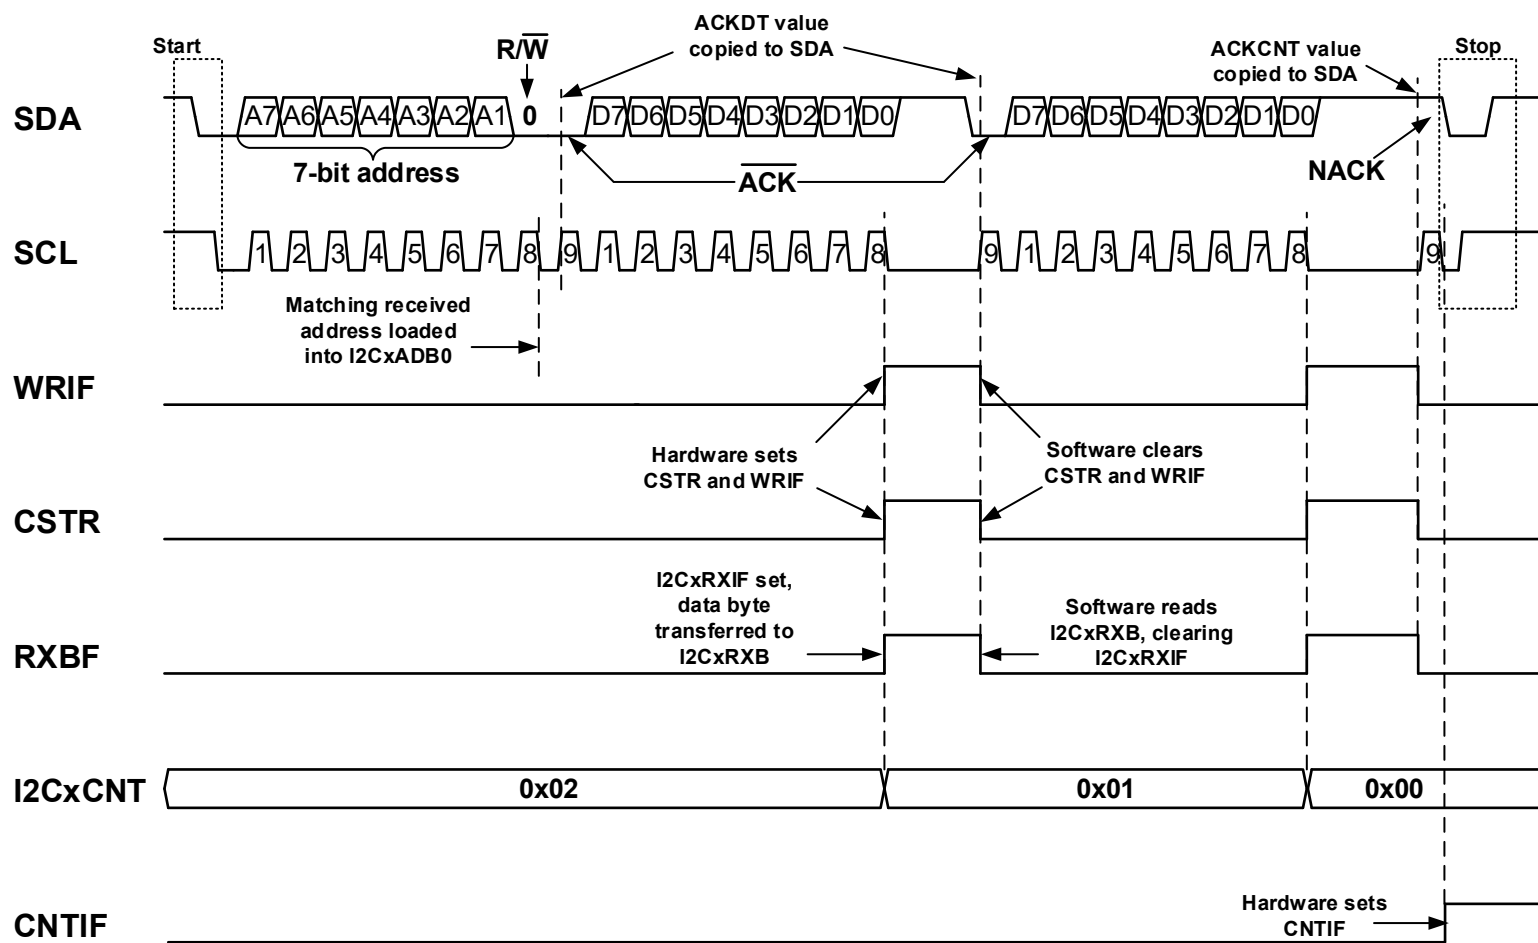 Start
R/W
ACKDT value
copied to SDA
ACKCNT value
copied to SDA
Stop
SDA
A7 A6 A5 A4 A3 A2 A1 0 D7 D6 D5 D4 D3 D2 D1 D0 D7 D6 D5 D4 D3 D2 D1 D0
7-bit address
ACK
NACK
SCL
1 2 3 4 5 6 7 8 9 1 2 3 4 5 6 7 8 9 1 2 3 4 5 6 7 8 9
Matching received
address loaded
into I2CxADB0
WRIF
Hardware sets
CSTR and WRIF
Software clears
CSTR and WRIF
CSTR
I2CxRXIF set,
data byte
transferred to
I2CxRXB
Software reads
I2CxRXB, clearing
I2CxRXIF
RXBF
I2CxCNT
0x02
0x01
0x00
Hardware sets
CNTIF
CNTIF